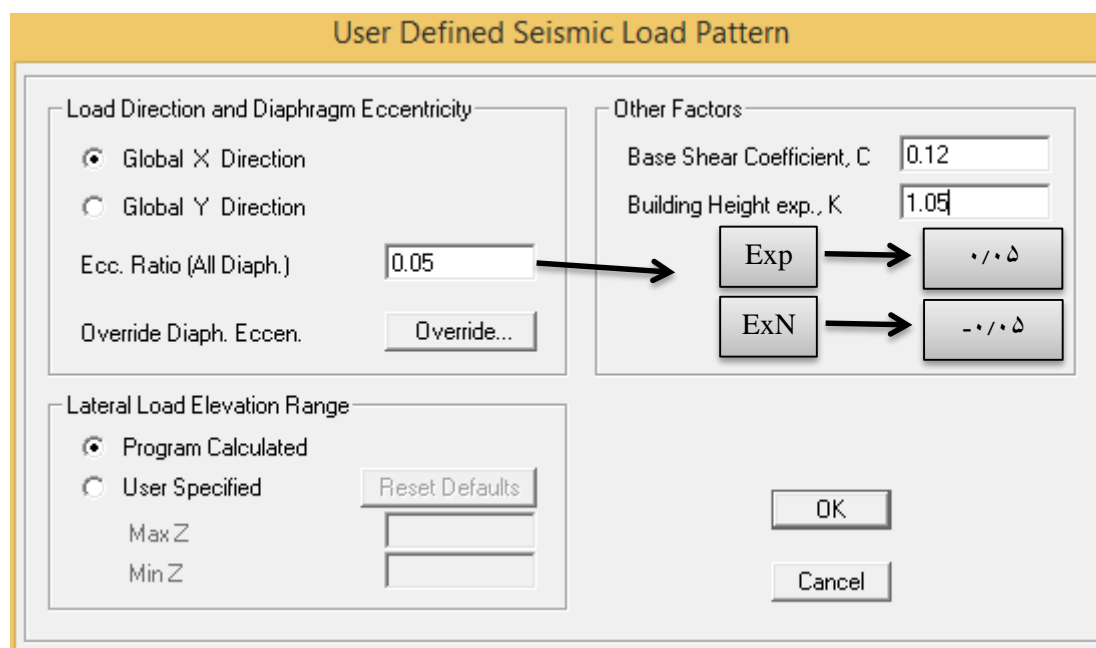 User Defined Seismic Load Pattern
Load Direction and Diaphragm Eccentricity
Global X Direction
Global Y Direction
Ecc. Ratio (All Diaph.) 0.05
Override Diaph. Eccen. Override...
Other Factors
Base Shear Coefficient, C 0.12
Building Height exp., K 1.05
Exp ۰/۰۵
ExN -۰/۰۵
Lateral Load Elevation Range
Program Calculated
User Specified Reset Defaults
Max Z
Min Z
OK
Cancel